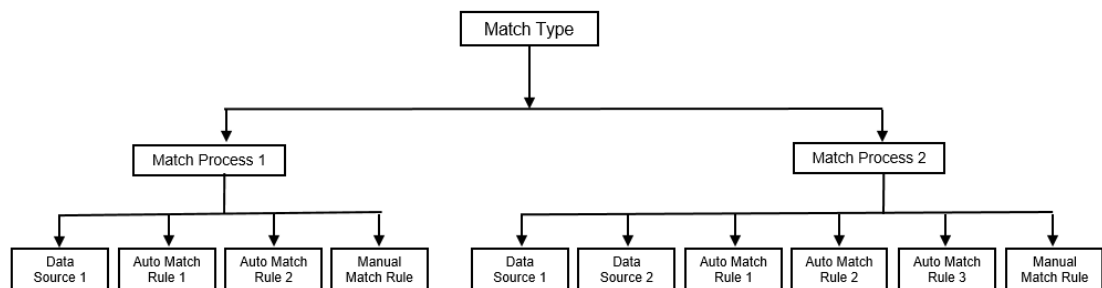 Match Type
Match Process 1
Match Process 2
Data
Source 1
Auto Match
Rule 1
Auto Match
Rule 2
Manual
Match Rule
Data
Source 1
Data
Source 2
Auto Match
Rule 1
Auto Match
Rule 2
Auto Match
Rule 3
Manual
Match Rule